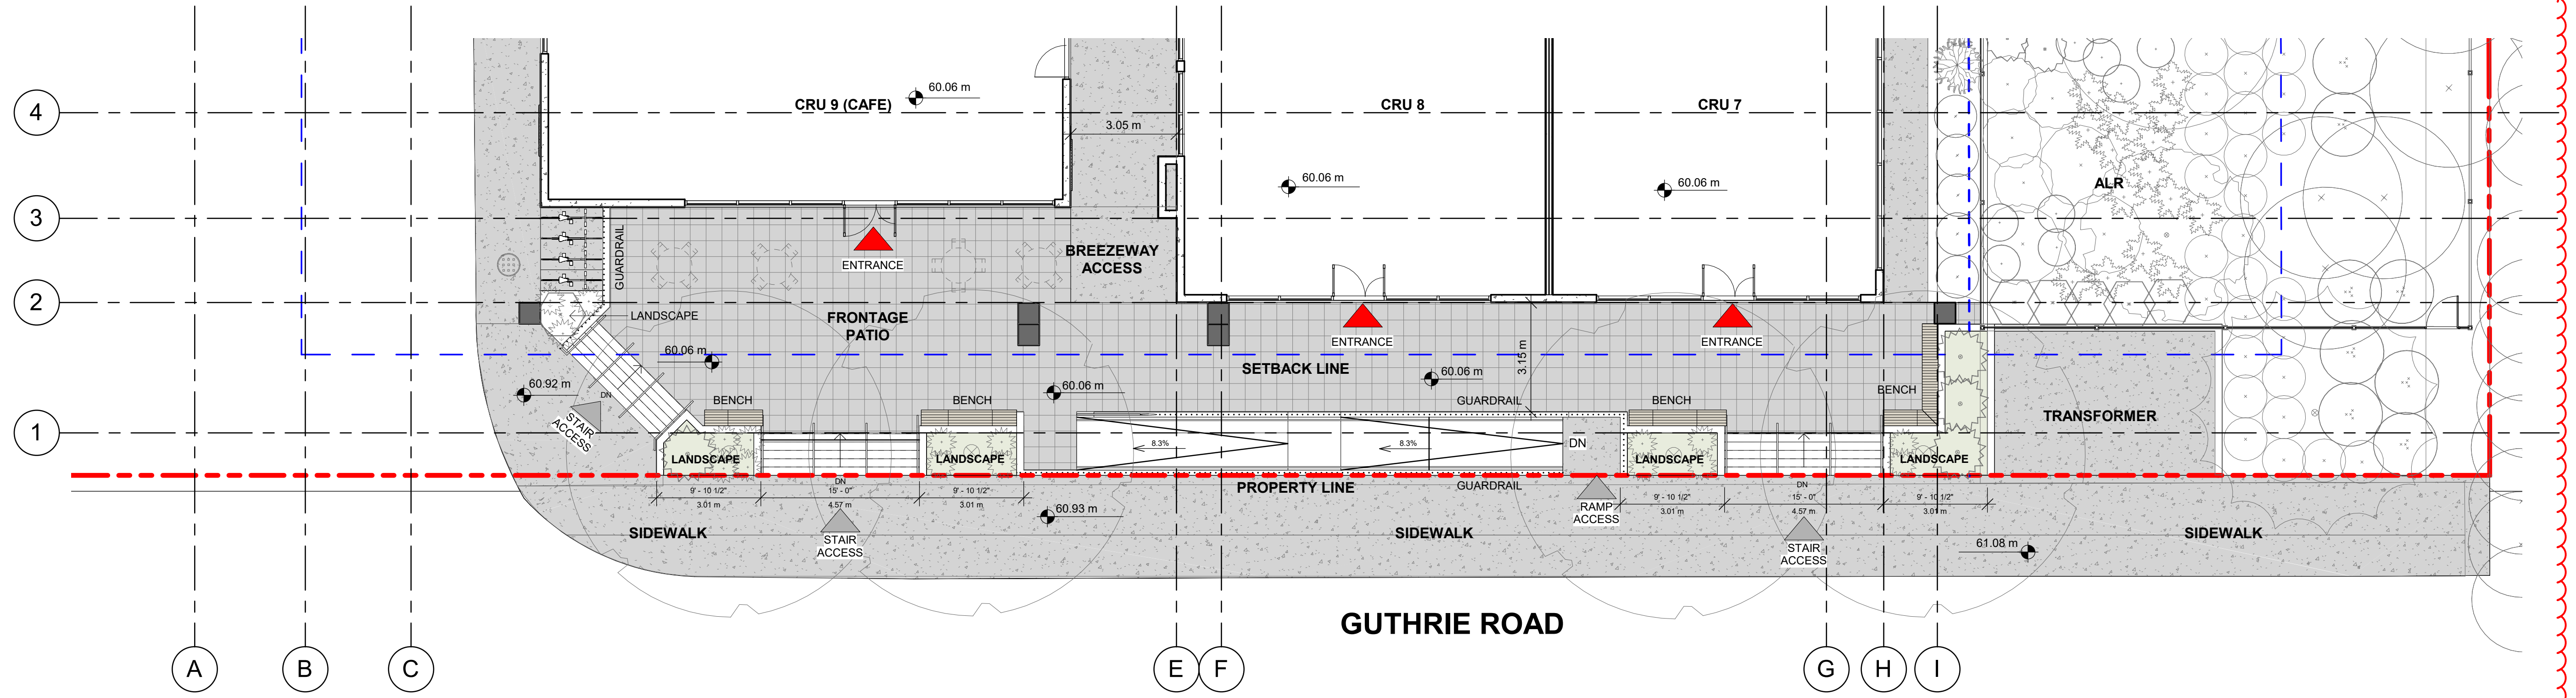 4
3
2
1
CRU 9 (CAFE)
60.06 m
3.05 m
CRU 8
60.06 m
CRU 7
60.06 m
ALR
GUARDRAIL
ENTRANCE
BREEZEWAY
ACCESS
LANDSCAPE
FRONTAGE
PATIO
ENTRANCE
ENTRANCE
60.06 m
SETBACK LINE
3.15 m
60.92 m
60.06 m
60.06 m
DN
STAIR
ACCESS
BENCH
BENCH
GUARDRAIL
BENCH
BENCH
TRANSFORMER
8.3%
8.3%
DN
LANDSCAPE
LANDSCAPE
LANDSCAPE
LANDSCAPE
DN
PROPERTY LINE
GUARDRAIL
DN
9' - 10 1/2"
15' - 0"
9' - 10 1/2"
9' - 10 1/2"
15' - 0"
9' - 10 1/2"
3.01 m
4.57 m
3.01 m
3.01 m
4.57 m
3.01 m
RAMP
ACCESS
60.93 m
SIDEWALK
STAIR
ACCESS
SIDEWALK
STAIR
ACCESS
61.08 m
SIDEWALK
GUTHRIE ROAD
A
B
C
E
F
G
H
I